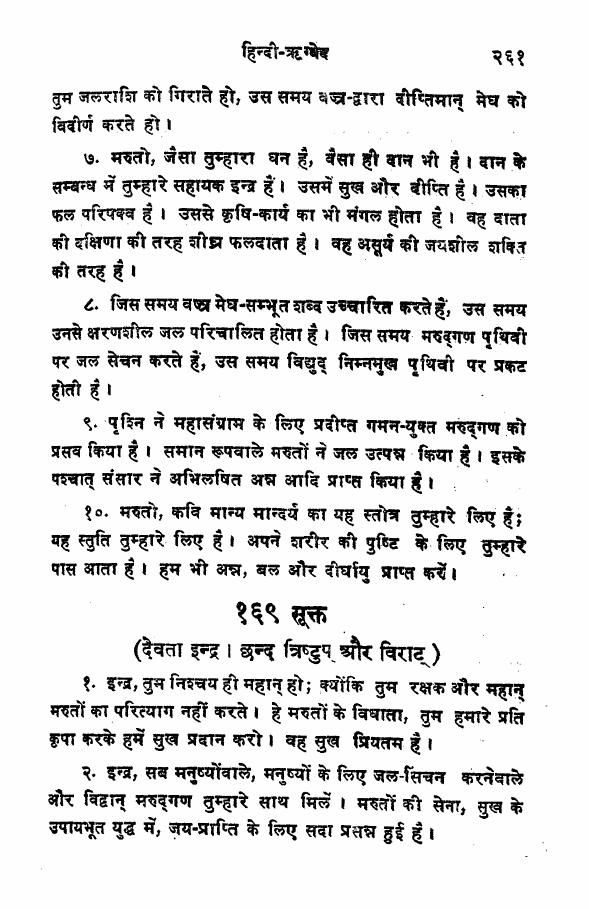 हिन्दी-ऋग्वेद २६१
तुम जलराशि को गिराते हो, उस समय वज्र-द्वारा दीप्तिमान् मेघ को
विदीर्ण करते हो।
७. मरुतो, जैसा तुम्हारा धन है, वैसा ही दान भी है। दान के
सम्बन्ध में तुम्हारे सहायक इन्द्र हैं। उसमें सुख और दीप्ति है। उसका
फल परिपक्व है। उससे कृषि-कार्य का भी मंगल होता है। वह दाता
की दक्षिणा की तरह शीघ्र फलदाता है। वह असूर्य की जयशील शक्ति
की तरह है।
८. जिस समय वज्र मेघ-सम्भूत शब्द उच्चारित करते हैं, उस समय
उनसे क्षरणशील जल परिचालित होता है। जिस समय मरुद्गण पृथिवी
पर जल सेचन करते हैं, उस समय विद्युद् निम्नमुख पृथिवी पर प्रकट
होती है।
९. पृश्नि ने महासंग्राम के लिए प्रदीप्त गमन-युक्त मरुद्गण को
प्रसव किया है। समान रूपवाले मरुतों ने जल उत्पन्न किया है। इसके
पश्चात् संसार ने अभिलषित अन्न आदि प्राप्त किया है।
१०. मरुतो, कवि मान्य मान्दर्य का यह स्तोत्र तुम्हारे लिए है;
यह स्तुति तुम्हारे लिए है। अपने शरीर की पुष्टि के लिए तुम्हारे
पास आता है। हम भी अन्न, बल और दीर्घायु प्राप्त करें।
१६९ सूक्त
(देवता इन्द्र। छन्द त्रिष्टुप् और विराट्)
१. इन्द्र, तुम निश्चय ही महान् हो; क्योंकि तुम रक्षक और महान्
मरुतों का परित्याग नहीं करते। हे मरुतों के विधाता, तुम हमारे प्रति
कृपा करके हमें सुख प्रदान करो। वह सुख प्रियतम है।
२. इन्द्र, सब मनुष्योंवाले, मनुष्यों के लिए जल-सिंचन करनेवाले
और विद्वान् मरुद्गण तुम्हारे साथ मिलें। मरुतों की सेना, सुख के
उपायभूत युद्ध में, जय-प्राप्ति के लिए सदा प्रसन्न हुई है।